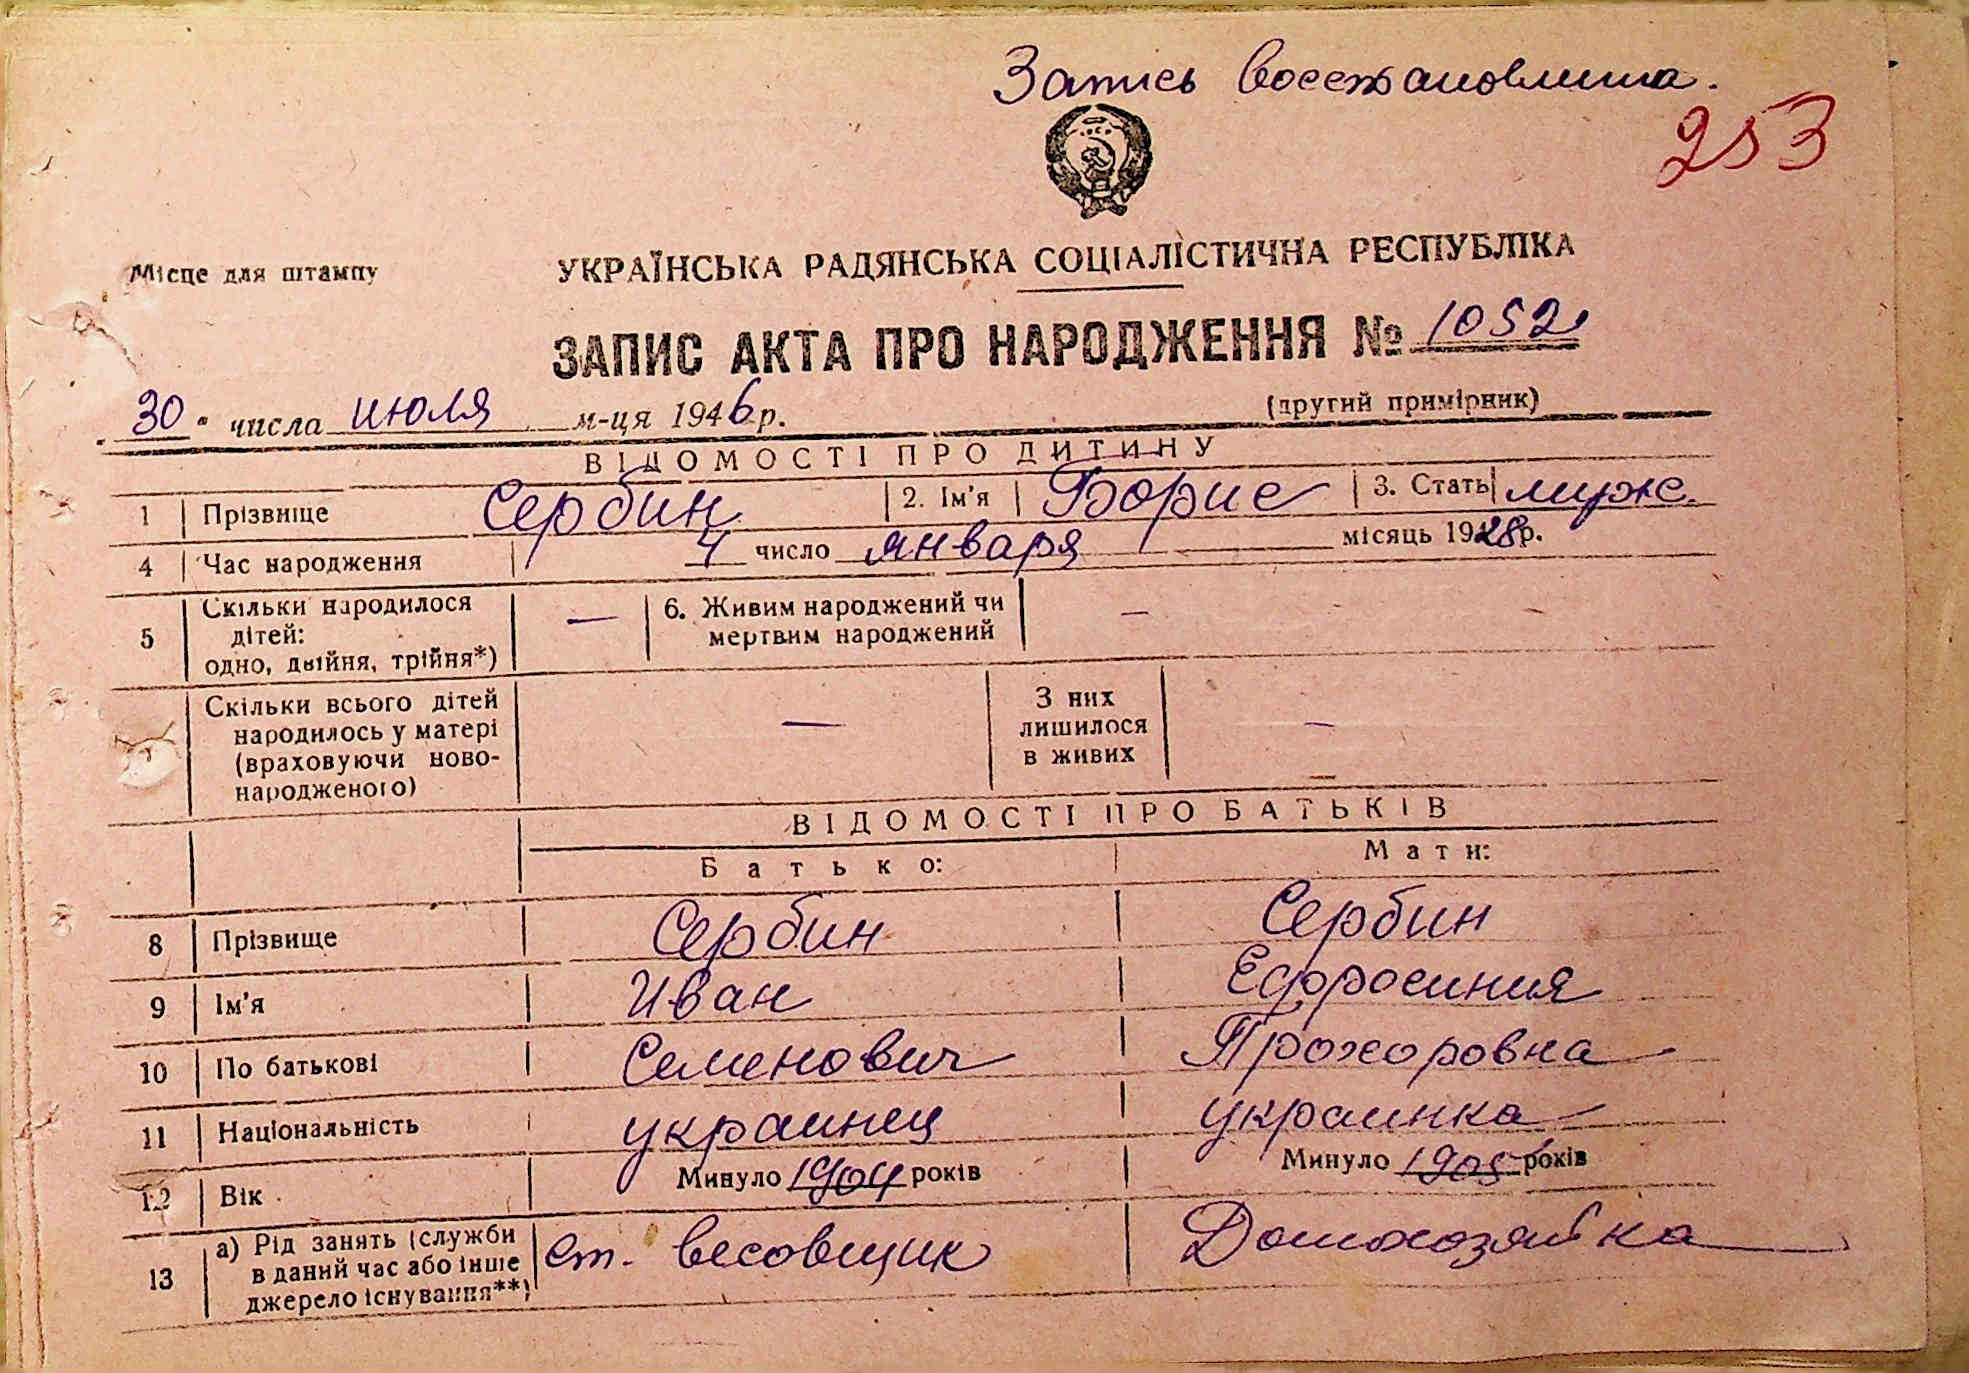 Запись восстановлена.
253
Місце для штампу
УКРАЇНСЬКА РАДЯНСЬКА СОЦІАЛІСТИЧНА РЕСПУБЛІКА
ЗАПИС АКТА ПРО НАРОДЖЕННЯ № 1052
(другий примірник)
30 " числа июля м-ця 1946 р.
ВІДОМОСТІ ПРО ДИТИНУ
1 Прізвище Сербин 2. Ім'я Борис 3. Стать муж.
4 Час народження 4 число января місяць 1928 р.
5 Скільки народилося дітей: одно, двійня, трійня*) — 6. Живим народжений чи мертвим народжений —
Скільки всього дітей народилось у матері (враховуючи ново-народженого) — З них лишилося в живих —
ВІДОМОСТІ ПРО БАТЬКІВ
Батько: Мати:
8 Прізвище Сербин Сербин
9 Ім'я Иван Ефросиния
10 По батькові Семенович Прохоровна
11 Національність украинец украинка
12 Вік Минуло 1904 років Минуло 1905 років
13 а) Рід занять (служби в даний час або інше джерело існування**) Ст. весовщик Домохозяйка